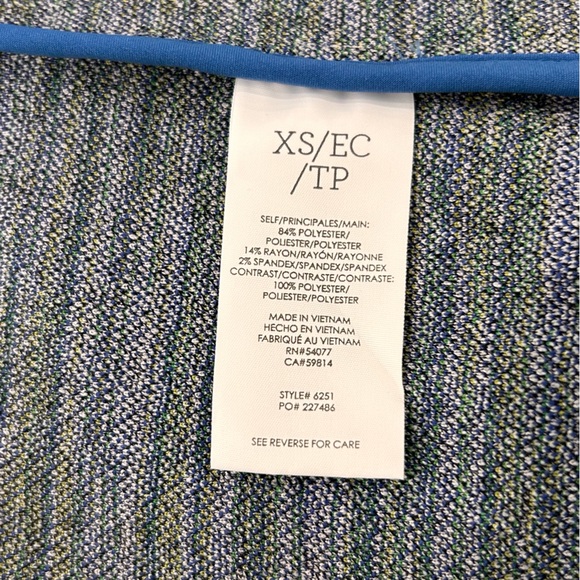 XS/EC
/TP
SELF/PRINCIPALES/MAIN:
84% POLYESTER/
POLIESTER/POLYESTER
14% RAYON/RAYÓN/RAYONNE
2% SPANDEX/SPANDEX/SPANDEX
CONTRAST/CONTRASTE/CONTRASTE:
100% POLYESTER/
POLIESTER/POLYESTER
MADE IN VIETNAM
HECHO EN VIETNAM
FABRIQUÉ AU VIETNAM
RN#54077
CA#59814
STYLE# 6251
PO# 227486
SEE REVERSE FOR CARE